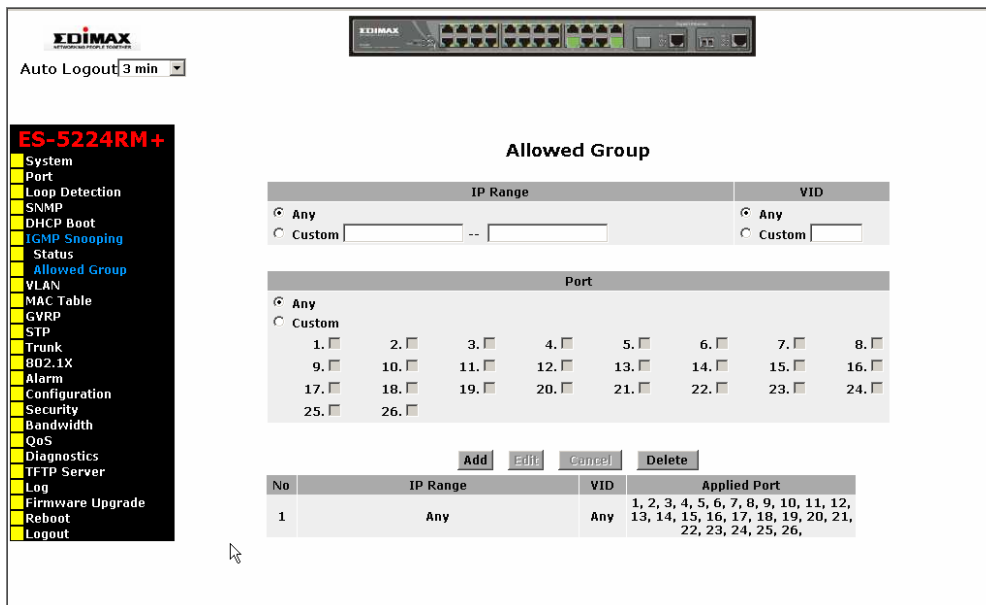 EDIMAX
NETWORKING PEOPLE TOGETHER
EDIMAX
Auto Logout 3 min
ES-5224RM+
System
Port
Loop Detection
SNMP
DHCP Boot
IGMP Snooping
Status
Allowed Group
VLAN
MAC Table
GVRP
STP
Trunk
802.1X
Alarm
Configuration
Security
Bandwidth
QoS
Diagnostics
TFTP Server
Log
Firmware Upgrade
Reboot
Logout
Allowed Group
IP Range VID
Any Any
Custom -- Custom
Port
Any
Custom
1. 2. 3. 4. 5. 6. 7. 8.
9. 10. 11. 12. 13. 14. 15. 16.
17. 18. 19. 20. 21. 22. 23. 24.
25. 26.
Add Edit Cancel Delete
No IP Range VID Applied Port
1 Any Any 1, 2, 3, 4, 5, 6, 7, 8, 9, 10, 11, 12,
13, 14, 15, 16, 17, 18, 19, 20, 21,
22, 23, 24, 25, 26,